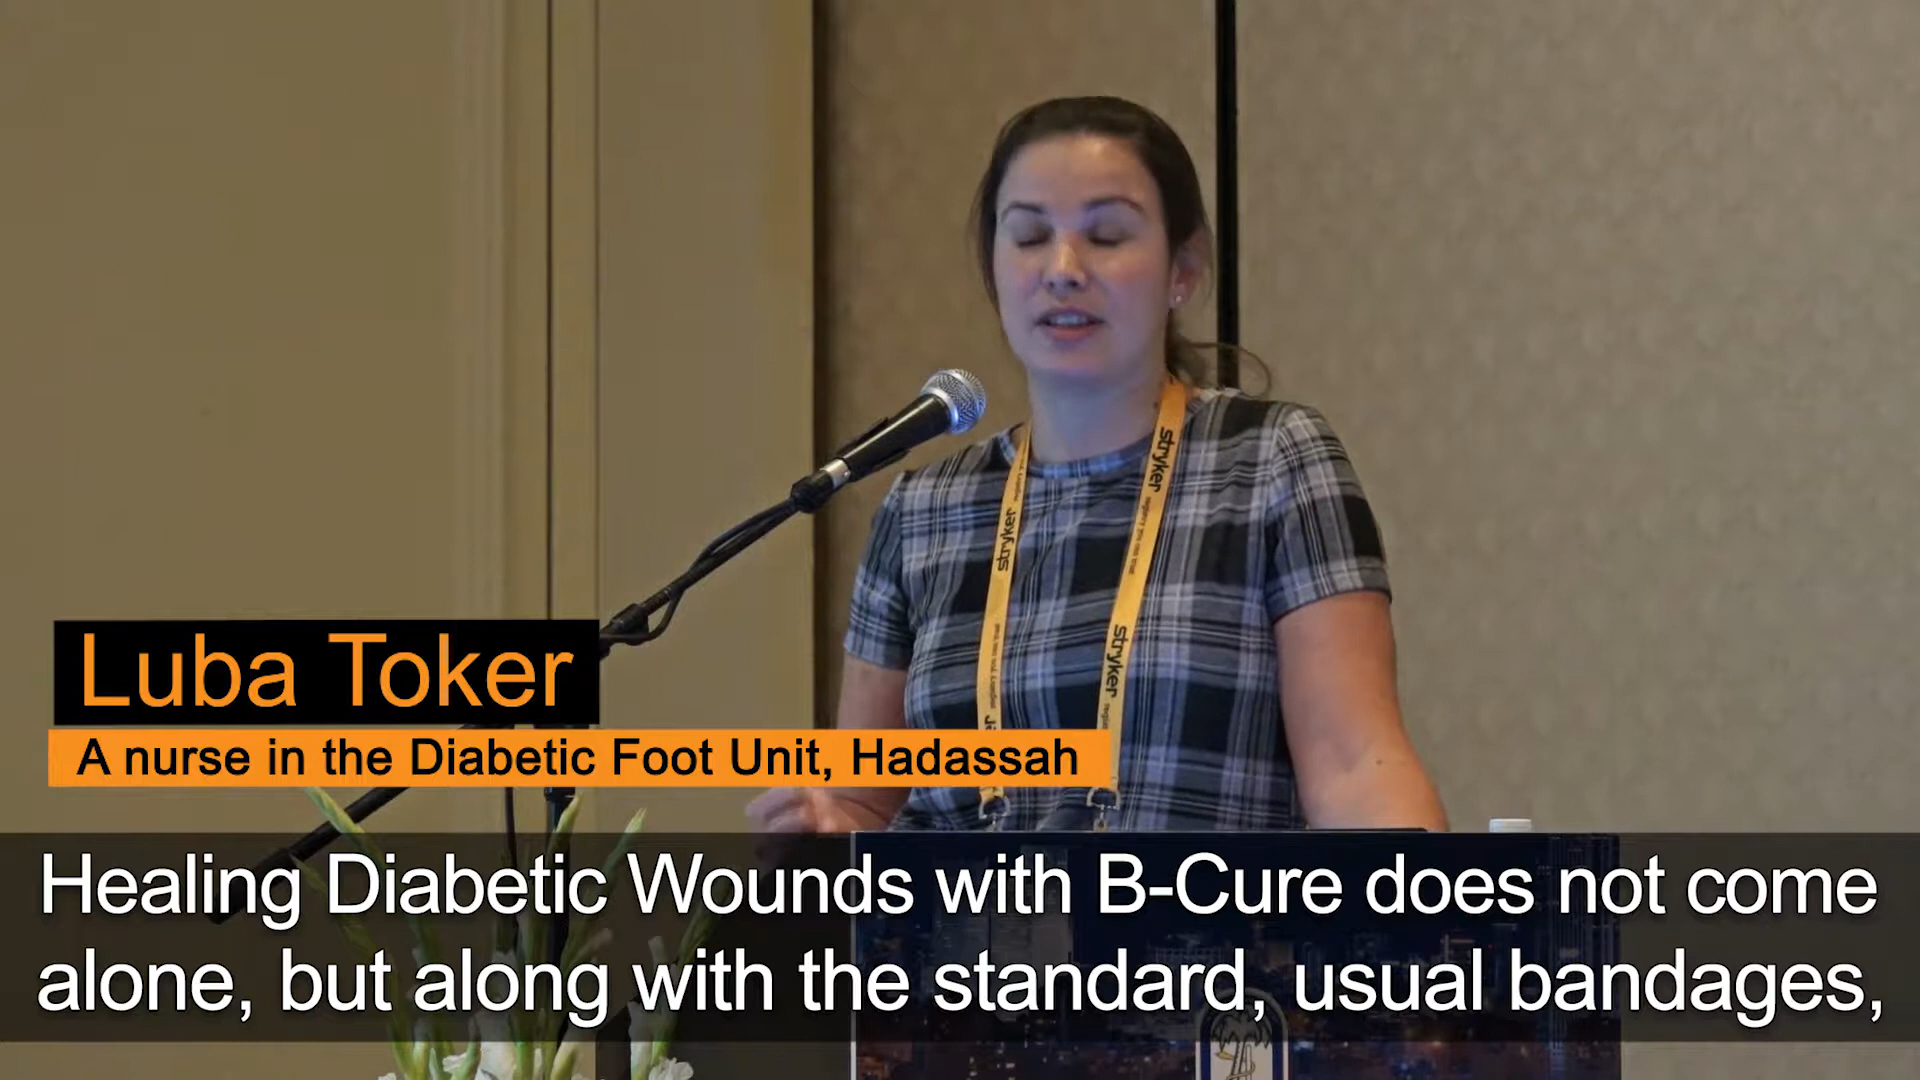 stryker
stryker
stryker
Luba Toker
A nurse in the Diabetic Foot Unit, Hadassah
Healing Diabetic Wounds with B-Cure does not come
alone, but along with the standard, usual bandages,